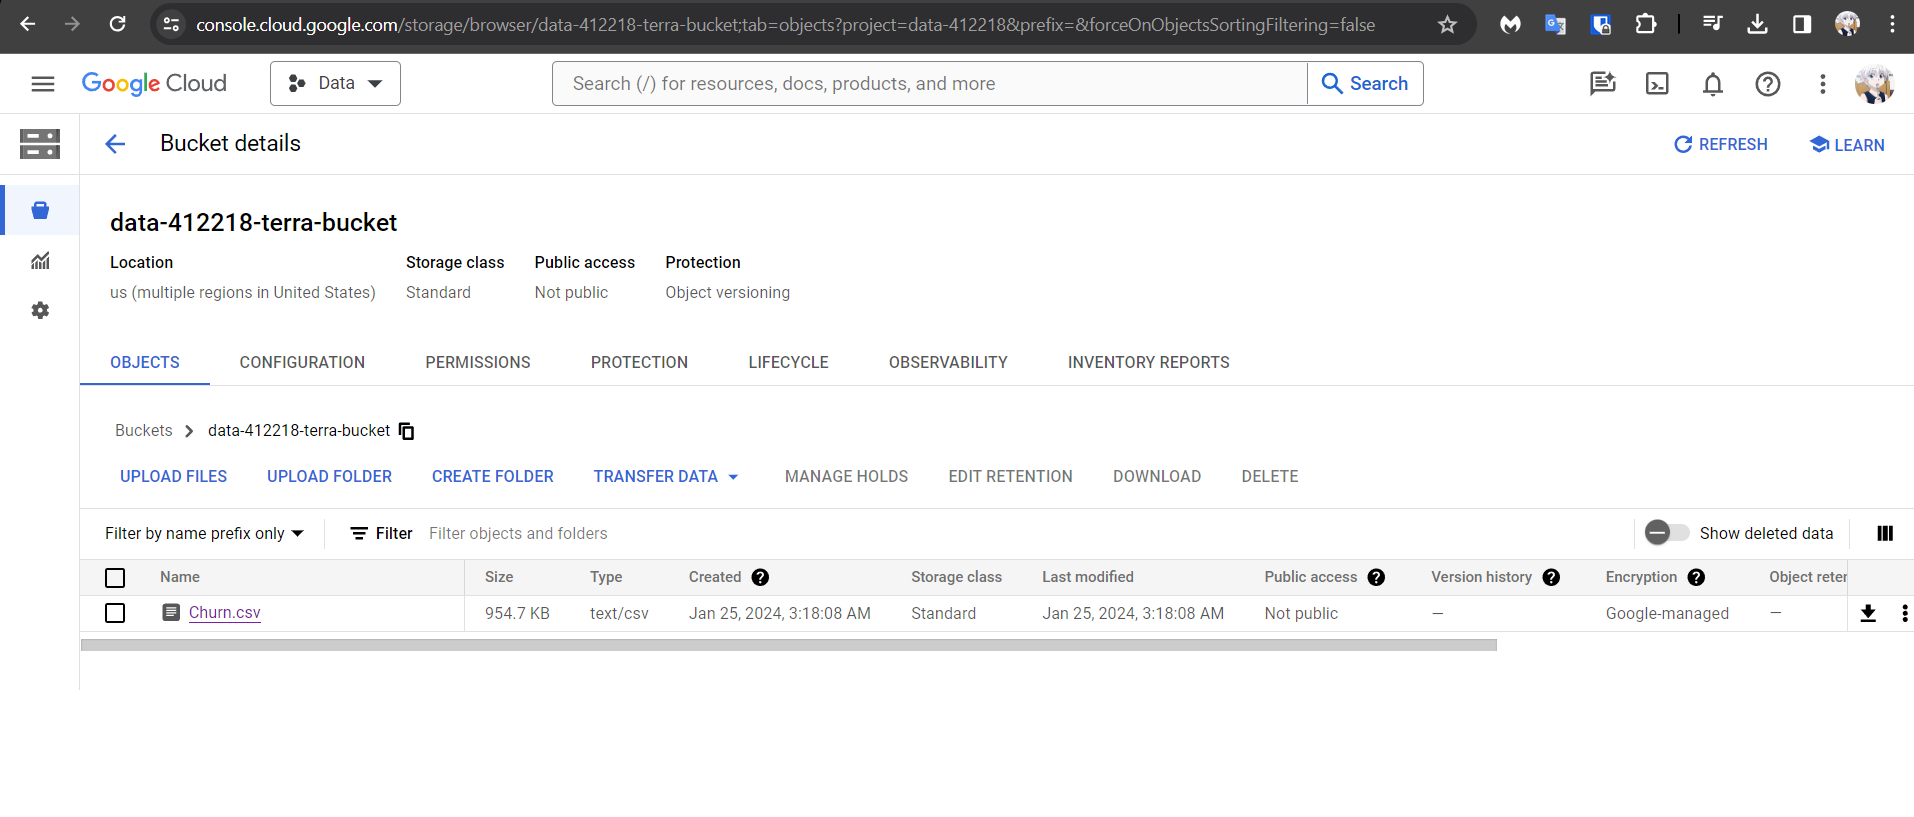 console.cloud.google.com/storage/browser/data-412218-terra-bucket;tab=objects?project=data-412218&prefix=&forceOnObjectsSortingFiltering=false
Google Cloud Data Search (/) for resources, docs, products, and more Search
Bucket details REFRESH LEARN
data-412218-terra-bucket
Location Storage class Public access Protection
us (multiple regions in United States) Standard Not public Object versioning
OBJECTS CONFIGURATION PERMISSIONS PROTECTION LIFECYCLE OBSERVABILITY INVENTORY REPORTS
Buckets data-412218-terra-bucket
UPLOAD FILES UPLOAD FOLDER CREATE FOLDER TRANSFER DATA MANAGE HOLDS EDIT RETENTION DOWNLOAD DELETE
Filter by name prefix only Filter Filter objects and folders Show deleted data
Name Size Type Created Storage class Last modified Public access Version history Encryption Object reter
Churn.csv 954.7 KB text/csv Jan 25, 2024, 3:18:08 AM Standard Jan 25, 2024, 3:18:08 AM Not public — Google-managed —